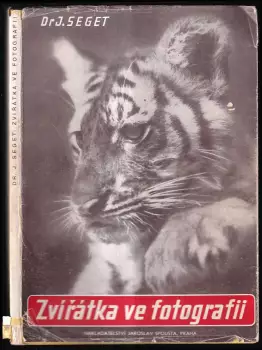 Dr J. SEGET
DR. J. SEGET: ZVÍŘÁTKA VE FOTOGRAFII
Zvířátka ve fotografii
NAKLADATELSTVÍ JAROSLAV SPOUSTA, PRAHA